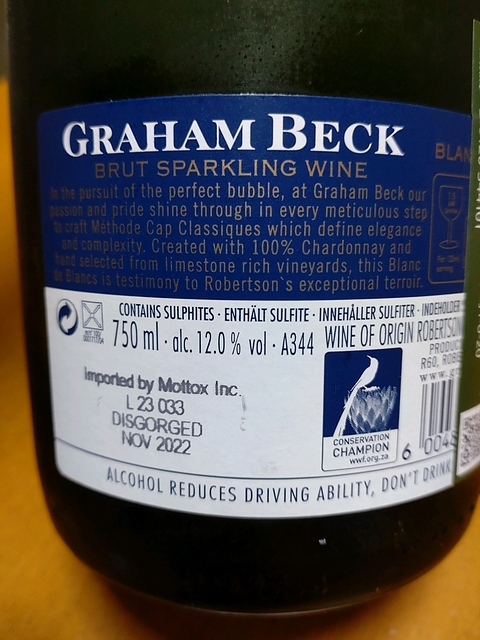 GRAHAM BECK
BRUT SPARKLING WINE
In the pursuit of the perfect bubble, at Graham Beck our
passion and pride shine through in every meticulous step
to craft Méthode Cap Classiques which define elegance
and complexity. Created with 100% Chardonnay and
hand selected from limestone rich vineyards, this Blanc
de Blancs is testimony to Robertson`s exceptional terroir.
BLAN
CONTAINS SULPHITES · ENTHÄLT SULFITE · INNEHÅLLER SULFITER · INDEHOLDER
750 ml · alc. 12.0 % vol · A344 WINE OF ORIGIN ROBERTSON
PRODUC
R60, ROBE
Imported by Mottox Inc.
L 23 033
DISGORGED
NOV 2022
CONSERVATION
CHAMPION
wwf.org.za
6 0048
ALCOHOL REDUCES DRIVING ABILITY, DON'T DRINK